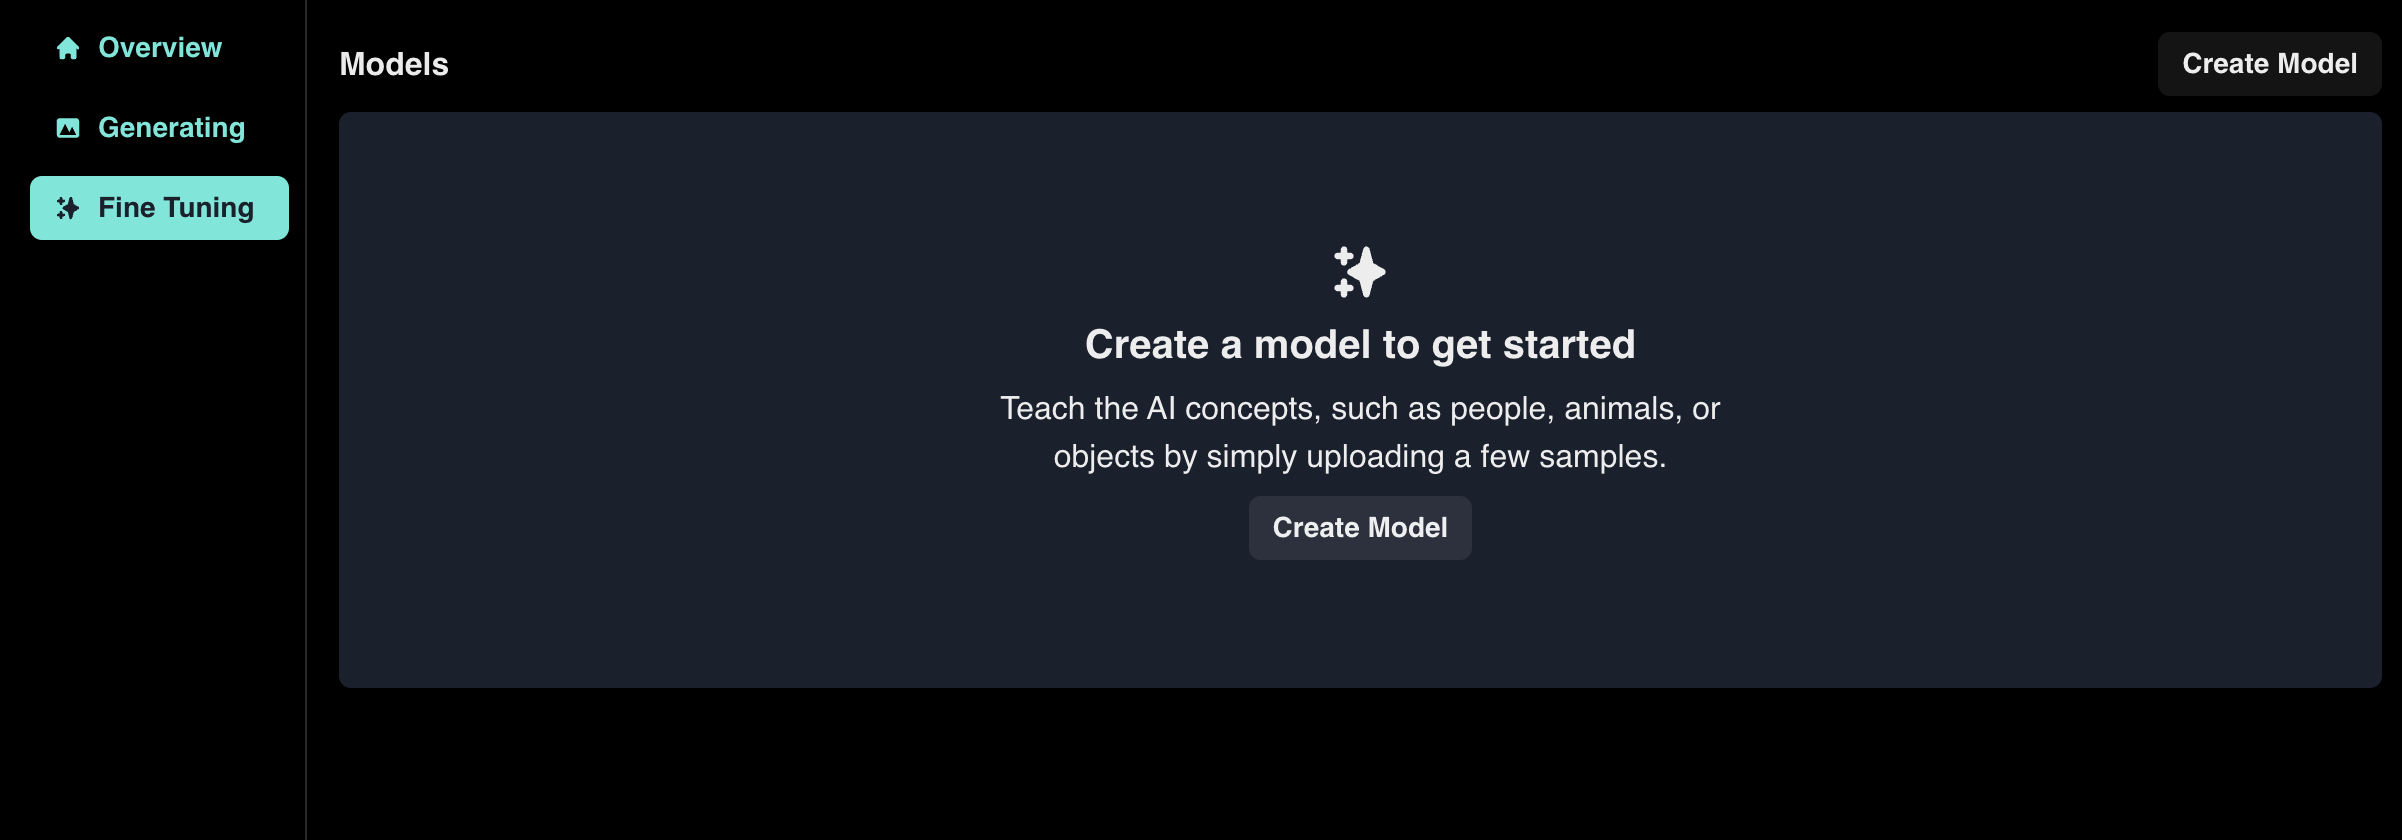 Overview
Generating
Fine Tuning
Models
Create Model
Create a model to get started
Teach the AI concepts, such as people, animals, or
objects by simply uploading a few samples.
Create Model